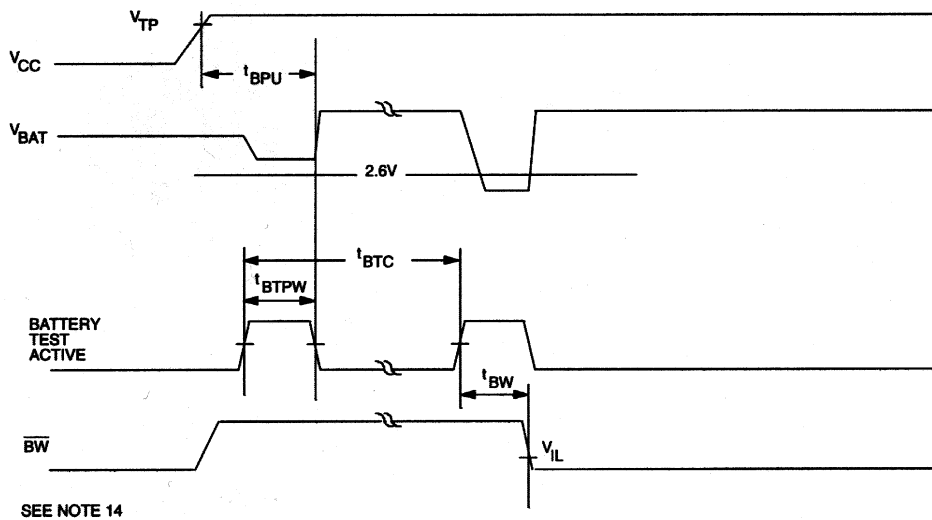 VTP
VCC
tBPU
VBAT
2.6V
tBTC
tBTPW
BATTERY
TEST
ACTIVE
tBW
BW
VIL
SEE NOTE 14